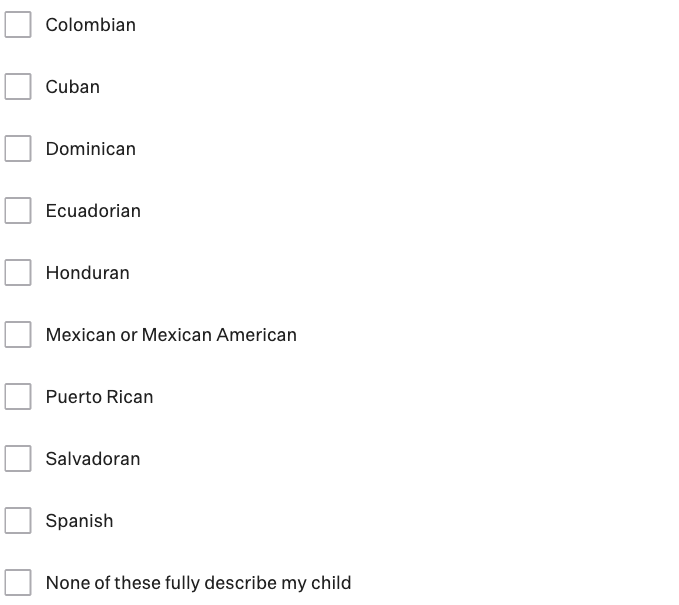 Colombian
Cuban
Dominican
Ecuadorian
Honduran
Mexican or Mexican American
Puerto Rican
Salvadoran
Spanish
None of these fully describe my child